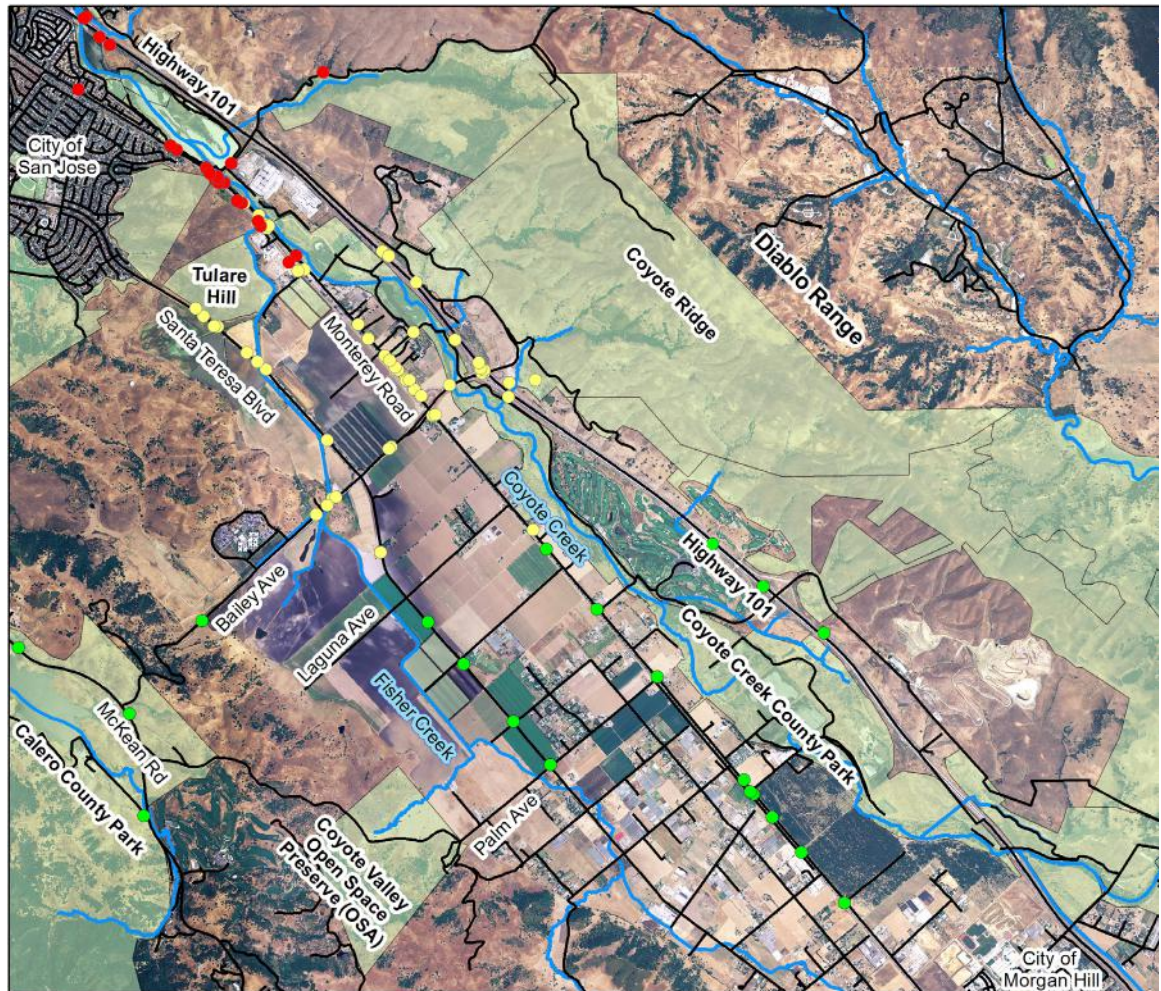 Highway 101
City of
San Jose
Tulare
Hill
Santa Teresa Blvd
Monterey Road
Coyote Ridge
Diablo Range
Coyote Creek
Highway 101
Bailey Ave
Laguna Ave
Fisher Creek
Coyote Creek County Park
McKean Rd
Calero County Park
Palm Ave
Coyote Valley
Open Space
Preserve (OSA)
City of
Morgan Hill